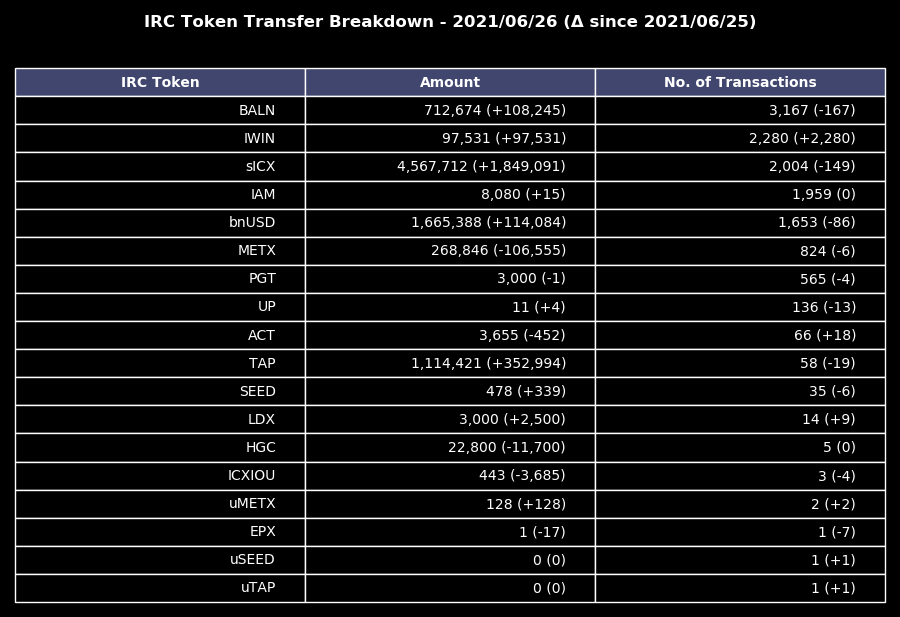 IRC Token Transfer Breakdown - 2021/06/26 (Δ since 2021/06/25)
IRC Token Amount No. of Transactions
BALN 712,674 (+108,245) 3,167 (-167)
IWIN 97,531 (+97,531) 2,280 (+2,280)
sICX 4,567,712 (+1,849,091) 2,004 (-149)
IAM 8,080 (+15) 1,959 (0)
bnUSD 1,665,388 (+114,084) 1,653 (-86)
METX 268,846 (-106,555) 824 (-6)
PGT 3,000 (-1) 565 (-4)
UP 11 (+4) 136 (-13)
ACT 3,655 (-452) 66 (+18)
TAP 1,114,421 (+352,994) 58 (-19)
SEED 478 (+339) 35 (-6)
LDX 3,000 (+2,500) 14 (+9)
HGC 22,800 (-11,700) 5 (0)
ICXIOU 443 (-3,685) 3 (-4)
uMETX 128 (+128) 2 (+2)
EPX 1 (-17) 1 (-7)
uSEED 0 (0) 1 (+1)
uTAP 0 (0) 1 (+1)